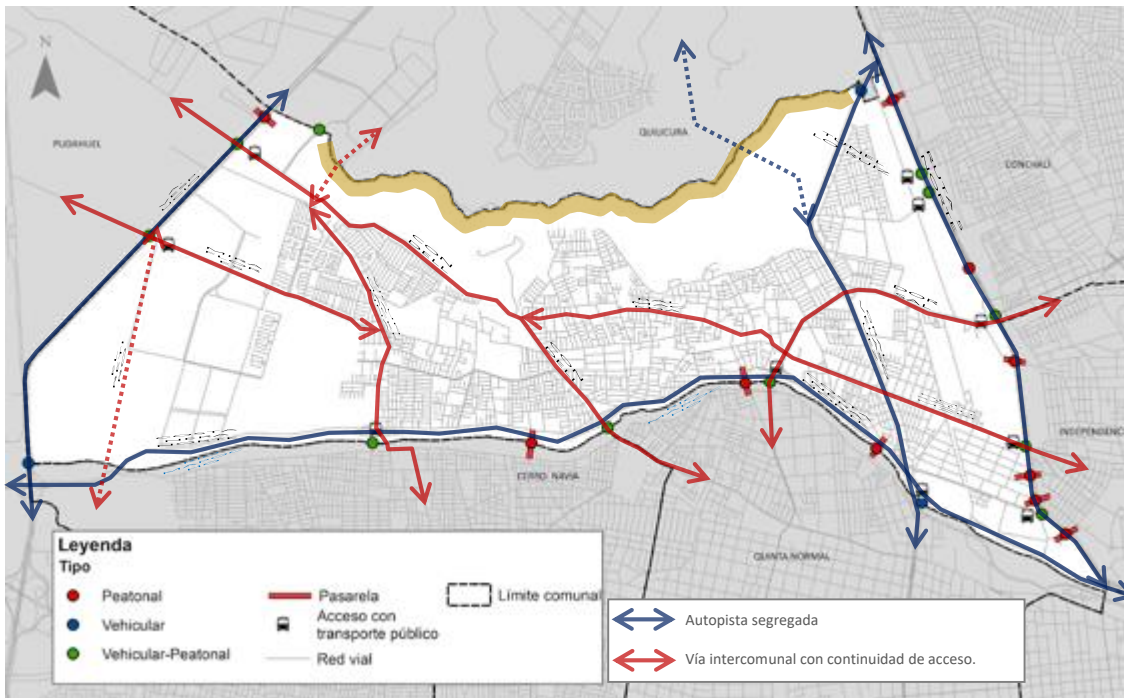 N
PUDAHUEL
QUILICURA
CONCHALÍ
INDEPENDENCIA
CERRO NAVIA
QUINTA NORMAL
Leyenda
Tipo
Peatonal
Vehicular
Vehicular-Peatonal
Pasarela
Acceso con
transporte público
Red vial
Límite comunal
Autopista segregada
Vía intercomunal con continuidad de acceso.